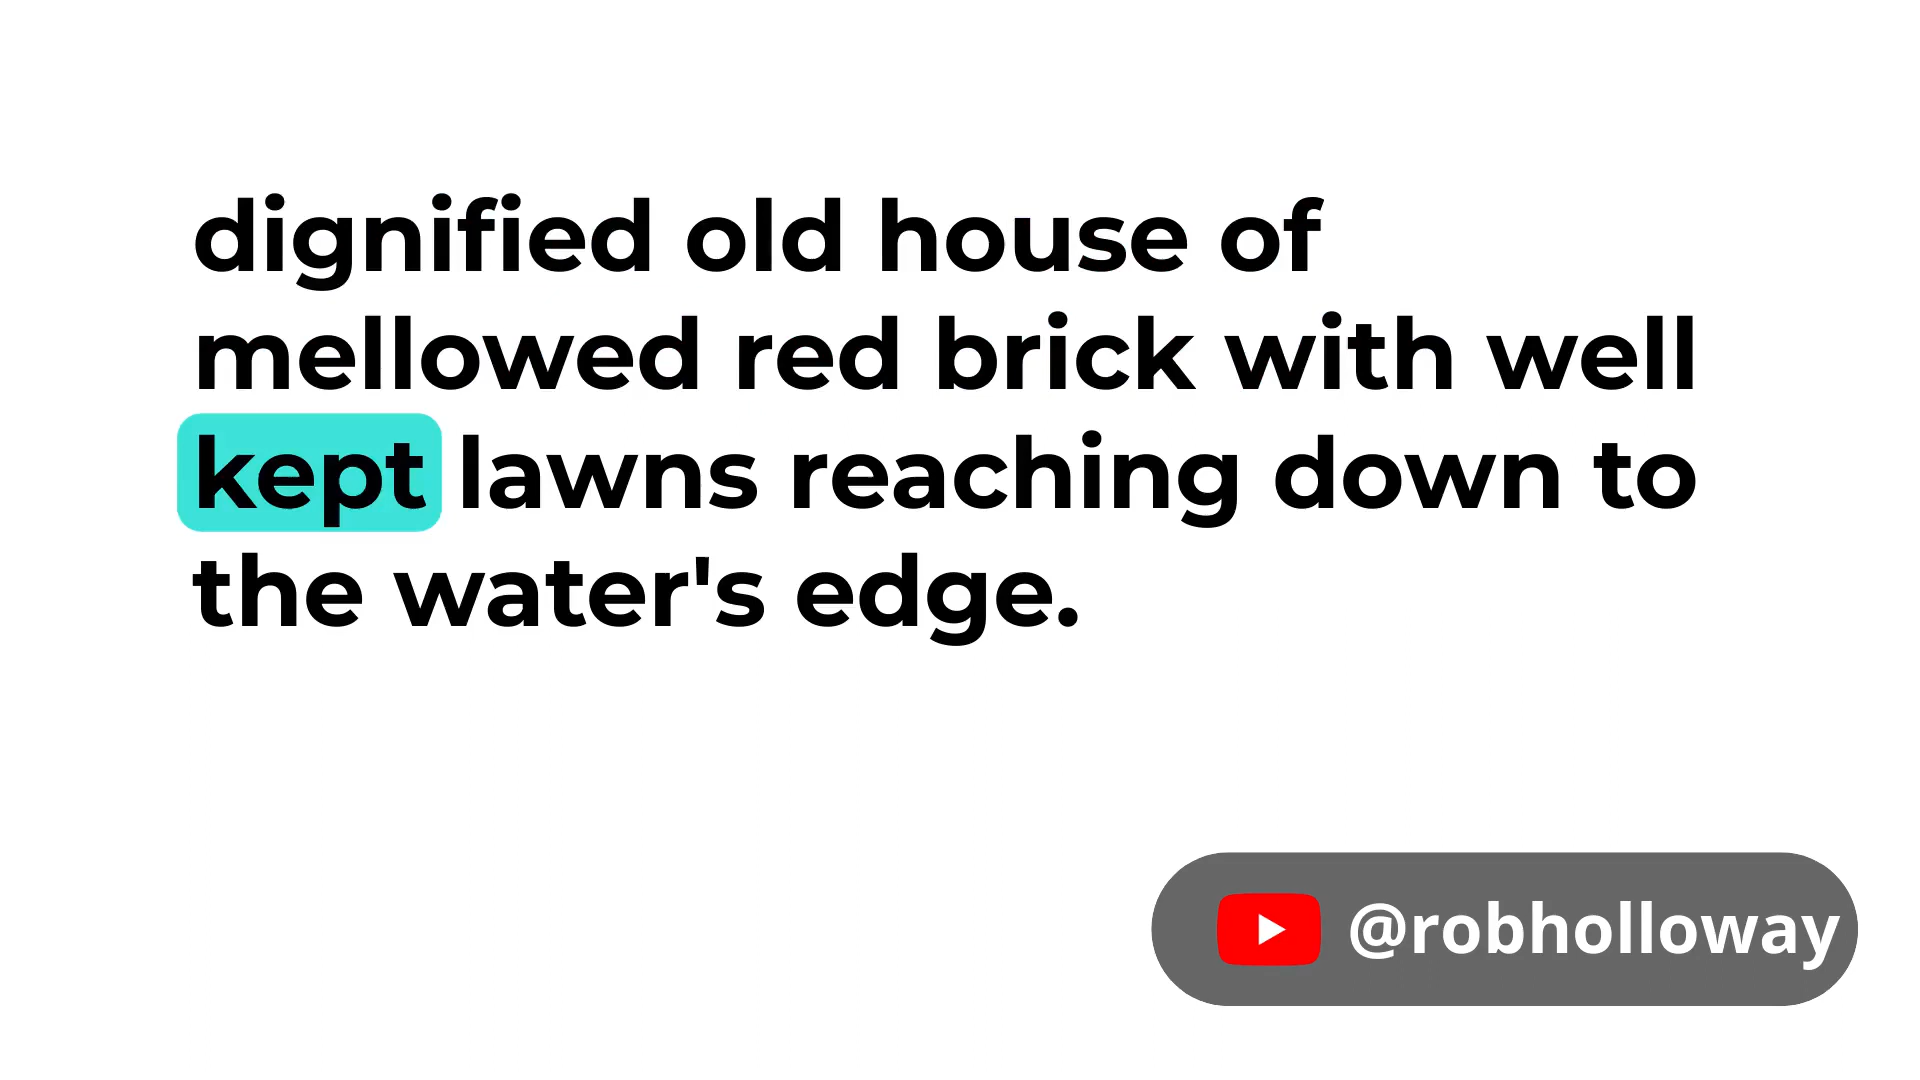 dignified old house of
mellowed red brick with well
kept lawns reaching down to
the water's edge.
@robholloway